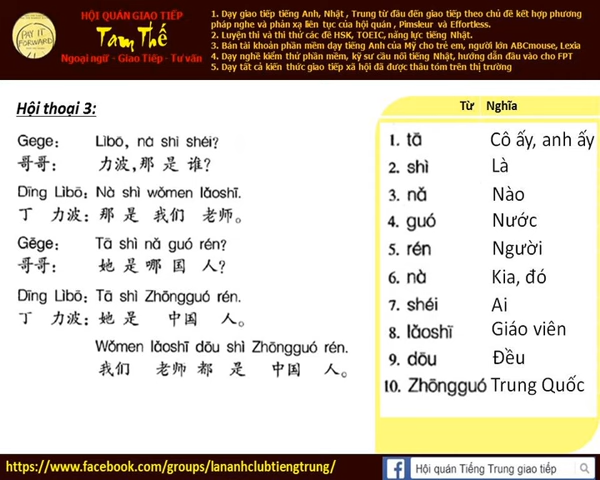 PAY IT
FORWARD
HỘI QUÁN GIAO TIẾP
Tam Thế
Ngoại ngữ - Giao Tiếp - Tư vấn
1. Dạy giao tiếp tiếng Anh, Nhật , Trung từ đầu đến giao tiếp theo chủ đề kết hợp phương
pháp nghe và phản xạ liên tục của hội quán , Pimsleur và Effortless.
2. Luyện thi và thi thử các đề HSK, TOEIC, năng lực tiếng Nhật.
3. Bán tài khoản phần mềm dạy tiếng Anh của Mỹ cho trẻ em, người lớn ABCmouse, Lexia
4. Dạy nghề kiểm thử phần mềm, kỹ sư cầu nối tiếng Nhật, hướng dẫn đầu vào cho FPT
5. Dạy tất cả kiến thức giao tiếp xã hội đã được thâu tóm trên thị trường
Hội thoại 3:
Gege: Lìbō, nà shì shéi?
哥哥: 力波,那 是 谁?
Dīng Lìbō: Nà shì wǒmen lǎoshī.
丁 力波: 那 是 我们 老师。
Gēge: Tā shì nǎ guó rén?
哥哥: 她 是 哪 国 人?
Dīng Lìbō: Tā shì Zhōngguó rén.
丁 力波: 她 是 中国 人。
Wǒmen lǎoshī dōu shì Zhōngguó rén.
我们 老师 都 是 中国 人。
Từ Nghĩa
1. tā Cô ấy, anh ấy
2. shì Là
3. nǎ Nào
4. guó Nước
5. rén Người
6. nà Kia, đó
7. shéi Ai
8. lǎoshī Giáo viên
9. dōu Đều
10. Zhōngguó Trung Quốc
https://www.facebook.com/groups/lananhclubtiengtrung/
f Hội quán Tiếng Trung giao tiếp